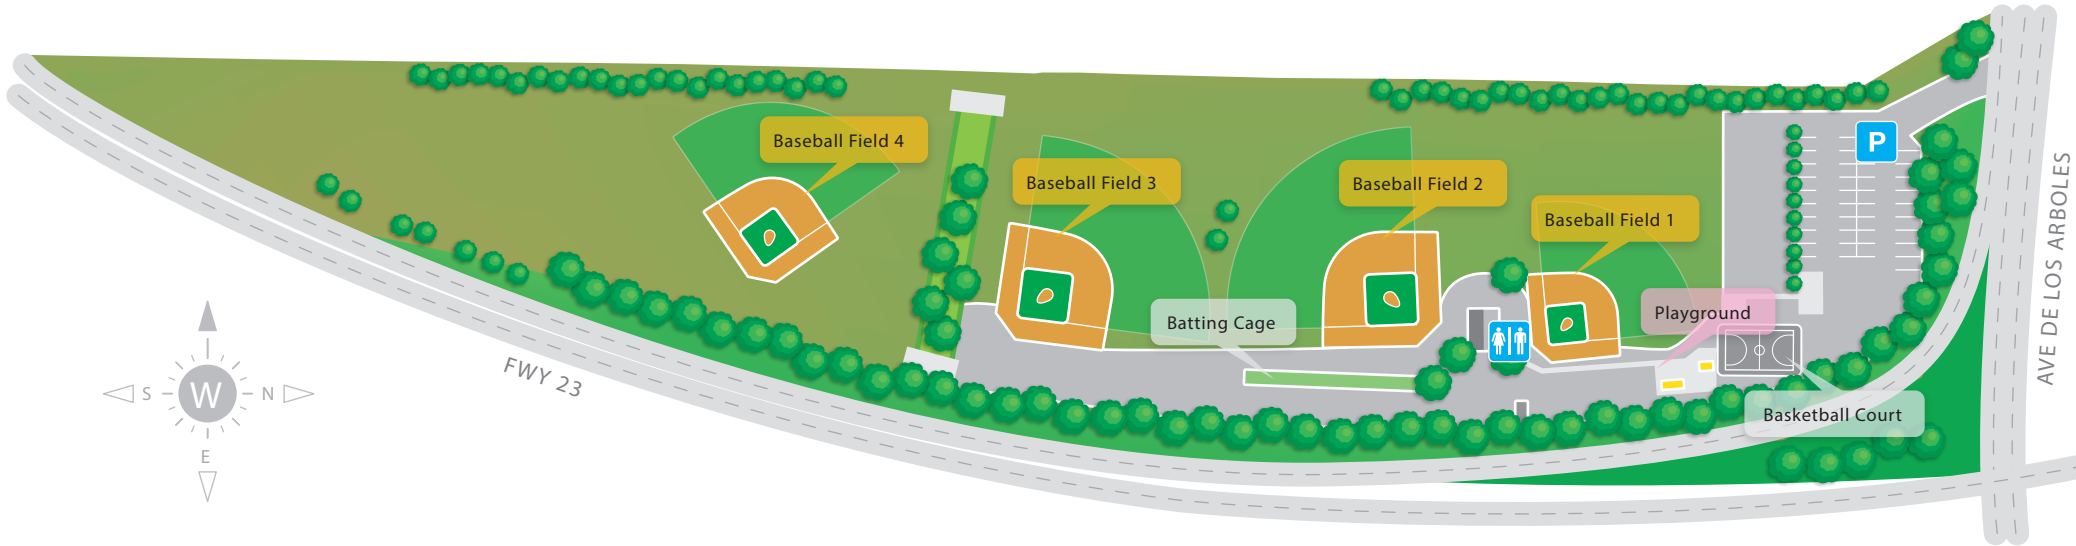 Baseball Field 4
Baseball Field 3
Baseball Field 2
Baseball Field 1
P
Playground
Batting Cage
Basketball Court
FWY 23
AVE DE LOS ARBOLES
S
W
N
E